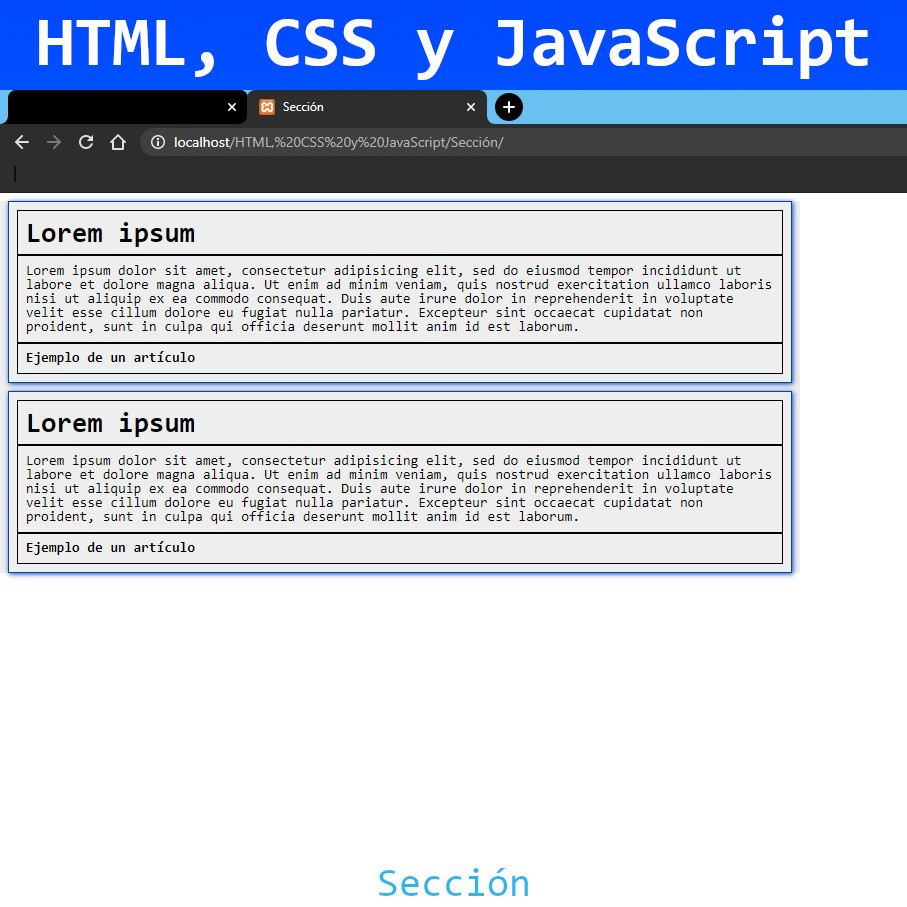 HTML, CSS y JavaScript
Sección
localhost/HTML,%20CSS%20y%20JavaScript/Sección/
Lorem ipsum
Lorem ipsum dolor sit amet, consectetur adipisicing elit, sed do eiusmod tempor incididunt ut
labore et dolore magna aliqua. Ut enim ad minim veniam, quis nostrud exercitation ullamco laboris
nisi ut aliquip ex ea commodo consequat. Duis aute irure dolor in reprehenderit in voluptate
velit esse cillum dolore eu fugiat nulla pariatur. Excepteur sint occaecat cupidatat non
proident, sunt in culpa qui officia deserunt mollit anim id est laborum.
Ejemplo de un artículo
Lorem ipsum
Lorem ipsum dolor sit amet, consectetur adipisicing elit, sed do eiusmod tempor incididunt ut
labore et dolore magna aliqua. Ut enim ad minim veniam, quis nostrud exercitation ullamco laboris
nisi ut aliquip ex ea commodo consequat. Duis aute irure dolor in reprehenderit in voluptate
velit esse cillum dolore eu fugiat nulla pariatur. Excepteur sint occaecat cupidatat non
proident, sunt in culpa qui officia deserunt mollit anim id est laborum.
Ejemplo de un artículo
Sección